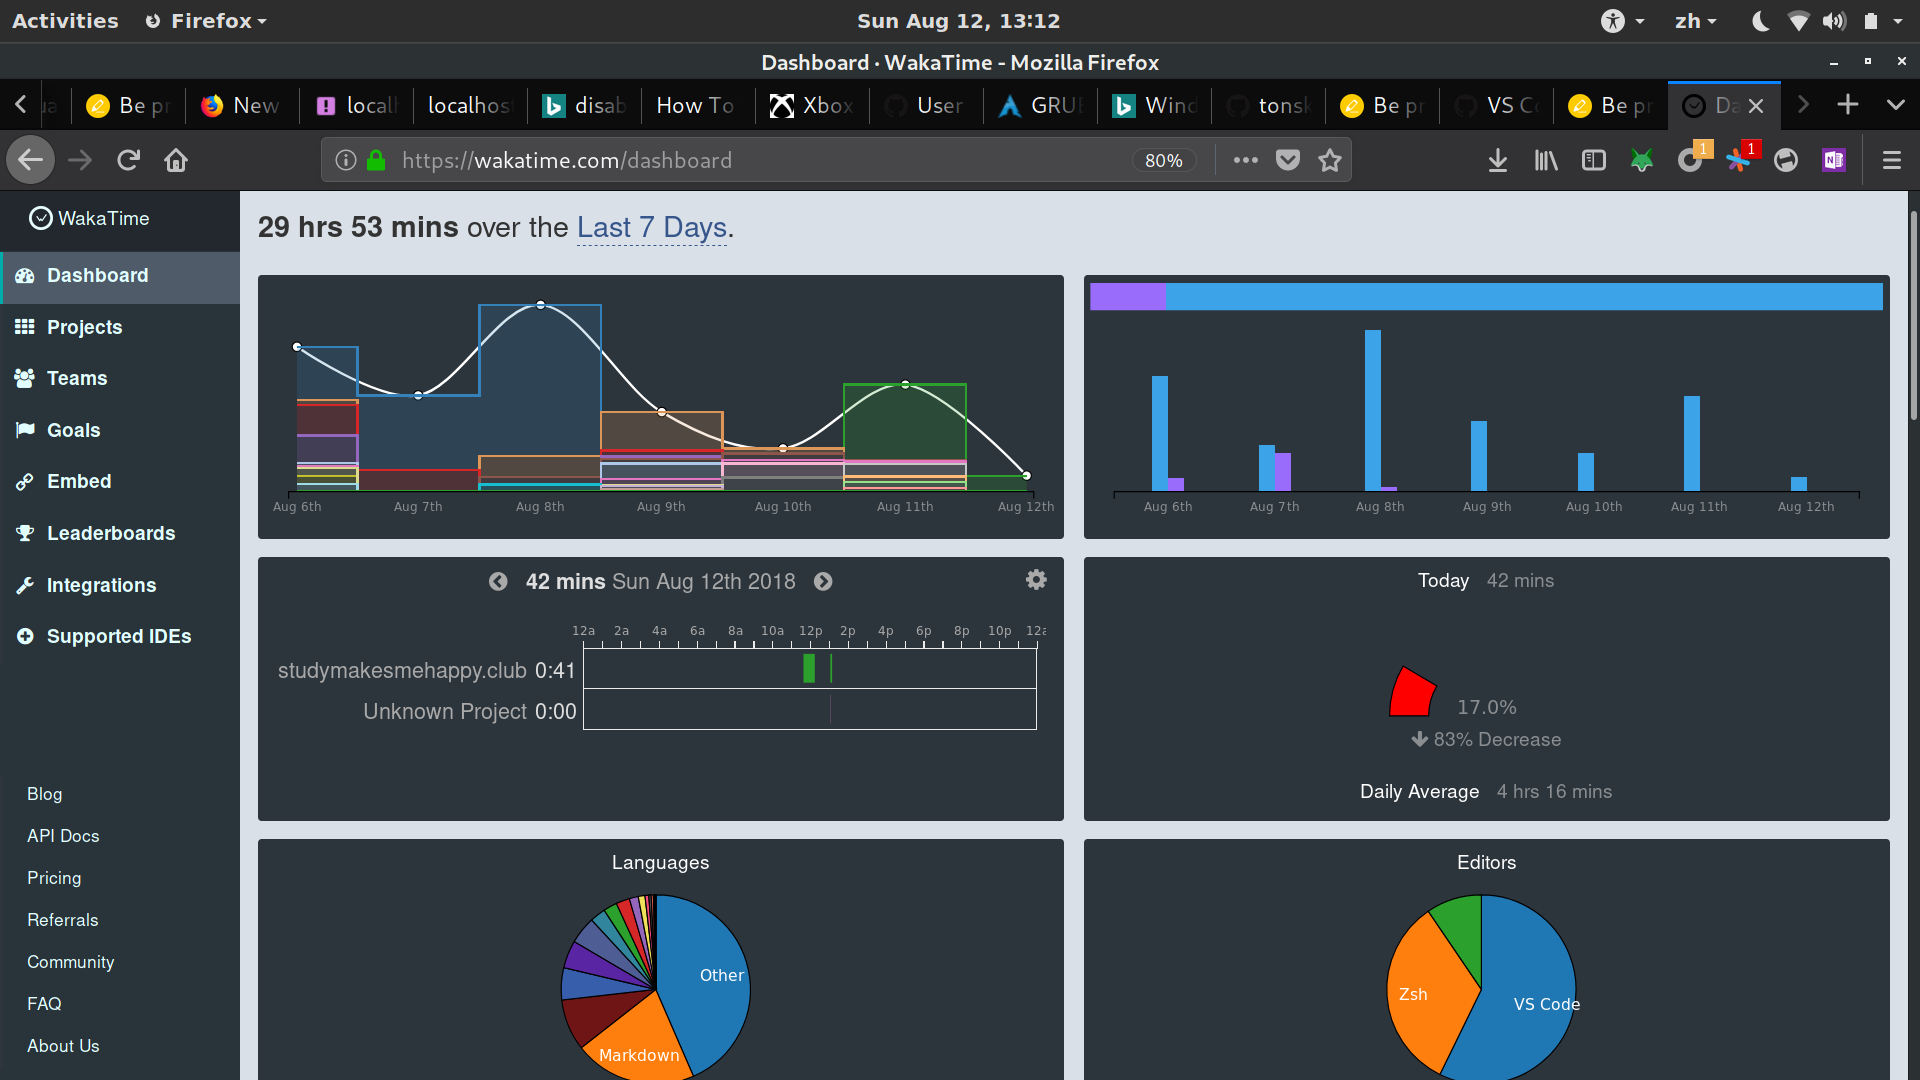 Activities Firefox Sun Aug 12, 13:12 zh
Dashboard · WakaTime - Mozilla Firefox
Be pr New locall localhos disab How To Xbox User GRUB Wind tonsk Be pr VS Co Be pr Da
https://wakatime.com/dashboard 80% 1 1
WakaTime
Dashboard
Projects
Teams
Goals
Embed
Leaderboards
Integrations
Supported IDEs
Blog
API Docs
Pricing
Referrals
Community
FAQ
About Us
29 hrs 53 mins over the Last 7 Days.
Aug 6th Aug 7th Aug 8th Aug 9th Aug 10th Aug 11th Aug 12th
Aug 6th Aug 7th Aug 8th Aug 9th Aug 10th Aug 11th Aug 12th
42 mins Sun Aug 12th 2018
12a 2a 4a 6a 8a 10a 12p 2p 4p 6p 8p 10p 12a
studymakesmehappy.club 0:41
Unknown Project 0:00
Today 42 mins
17.0%
83% Decrease
Daily Average 4 hrs 16 mins
Languages
Other
Markdown
Editors
Zsh
VS Code